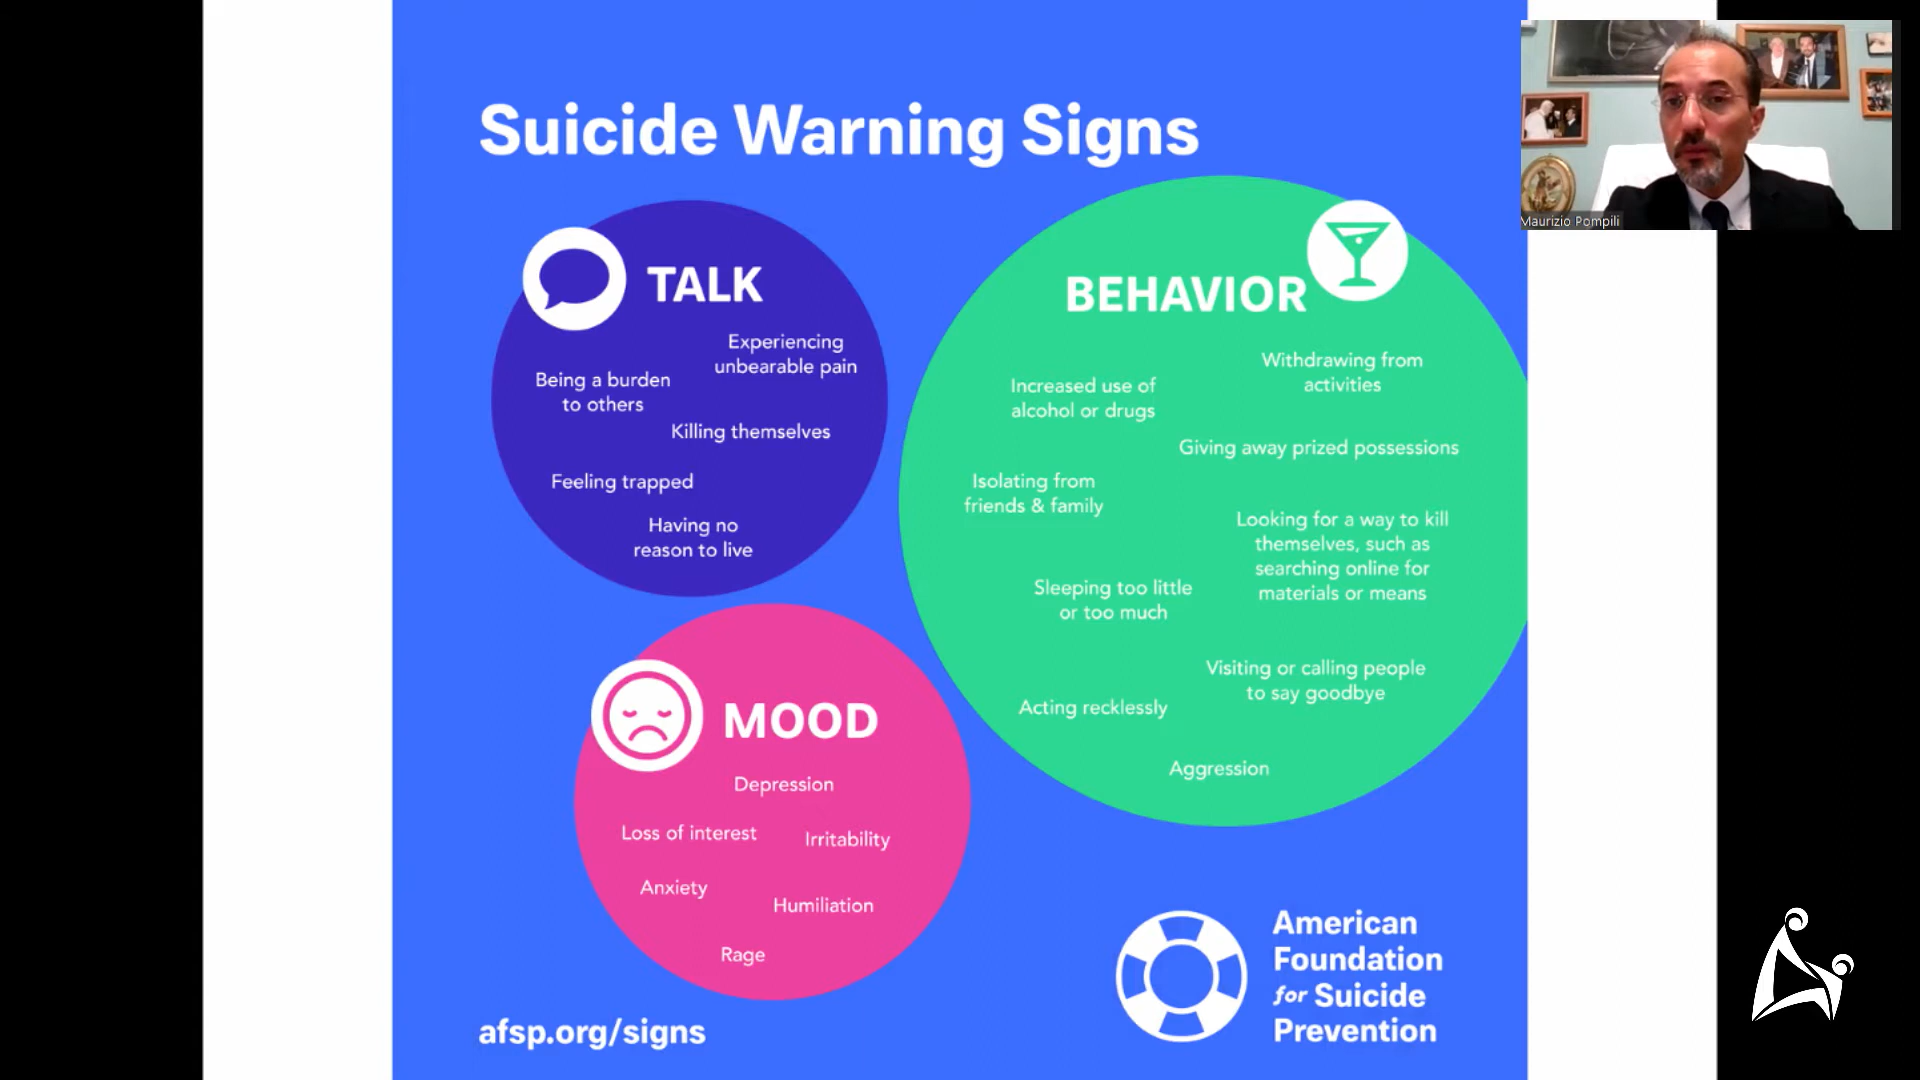 Suicide Warning Signs
TALK
Experiencing
unbearable pain
Being a burden
to others
Killing themselves
Feeling trapped
Having no
reason to live
BEHAVIOR
Withdrawing from
activities
Increased use of
alcohol or drugs
Giving away prized possessions
Isolating from
friends & family
Looking for a way to kill
themselves, such as
searching online for
materials or means
Sleeping too little
or too much
Visiting or calling people
to say goodbye
Acting recklessly
Aggression
MOOD
Depression
Loss of interest
Irritability
Anxiety
Humiliation
Rage
afsp.org/signs
American
Foundation
for Suicide
Prevention
Maurizio Pompili